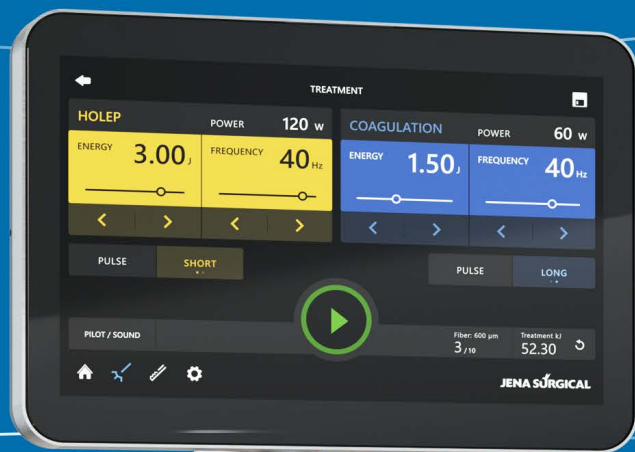 TREATMENT
HOLEP
POWER 120 W
ENERGY 3.00 J
FREQUENCY 40 Hz
COAGULATION
POWER 60 W
ENERGY 1.50 J
FREQUENCY 40 Hz
PULSE SHORT
PULSE LONG
PILOT / SOUND
Fiber: 600 µm
3 / 10
Treatment kJ
52.30
JENA SURGICAL